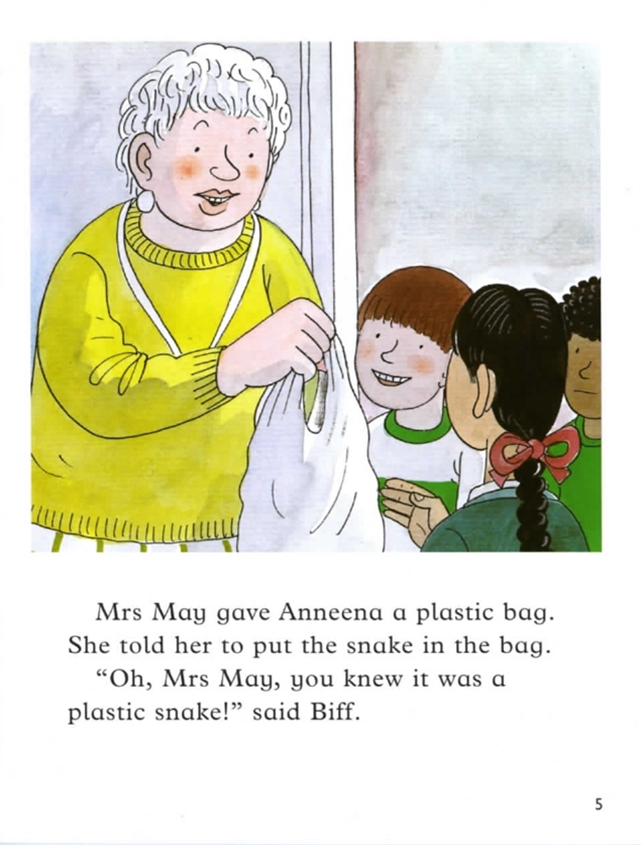 Mrs May gave Anneena a plastic bag.
She told her to put the snake in the bag.
“Oh, Mrs May, you knew it was a
plastic snake!” said Biff.
5